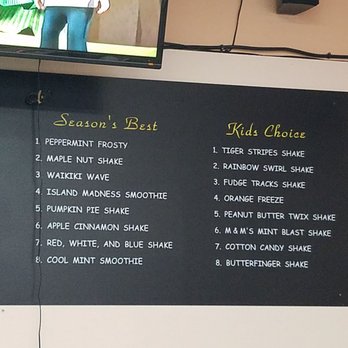 Season's Best
1. PEPPERMINT FROSTY
2. MAPLE NUT SHAKE
3. WAIKIKI WAVE
4. ISLAND MADNESS SMOOTHIE
5. PUMPKIN PIE SHAKE
6. APPLE CINNAMON SHAKE
7. RED, WHITE, AND BLUE SHAKE
8. COOL MINT SMOOTHIE
Kids Choice
1. TIGER STRIPES SHAKE
2. RAINBOW SWIRL SHAKE
3. FUDGE TRACKS SHAKE
4. ORANGE FREEZE
5. PEANUT BUTTER TWIX SHAKE
6. M & M'S MINT BLAST SHAKE
7. COTTON CANDY SHAKE
8. BUTTERFINGER SHAKE